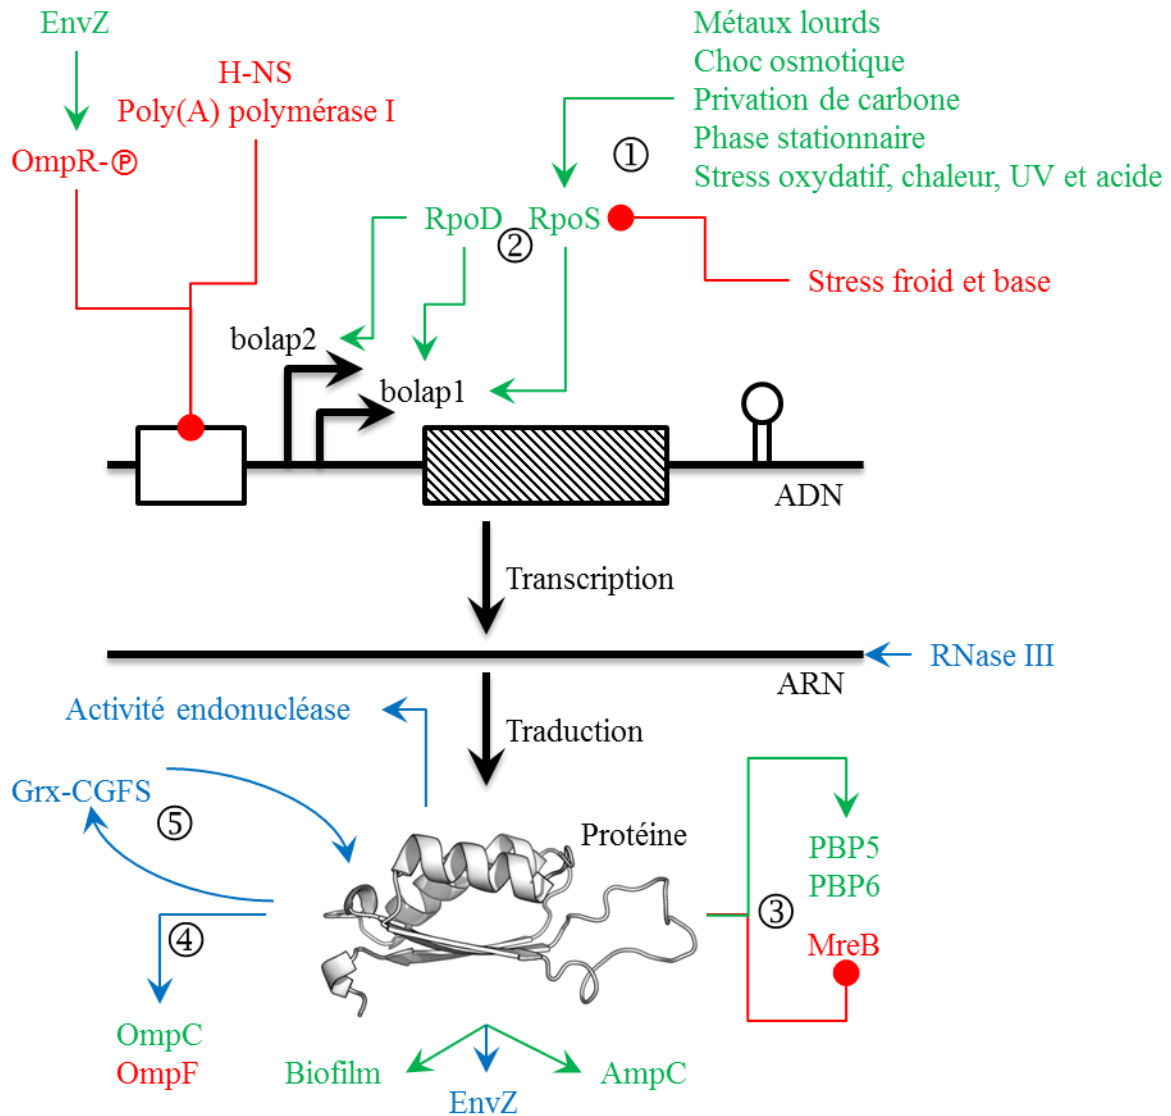 EnvZ
H-NS
Poly(A) polymérase I
OmpR-Ⓟ
Métaux lourds
Choc osmotique
Privation de carbone
Phase stationnaire
Stress oxydatif, chaleur, UV et acide
①
RpoD
②
RpoS
Stress froid et base
bolap2
bolap1
ADN
Transcription
RNase III
ARN
Activité endonucléase
Traduction
Grx-CGFS
⑤
Protéine
PBP5
PBP6
③
MreB
④
OmpC
OmpF
Biofilm
EnvZ
AmpC